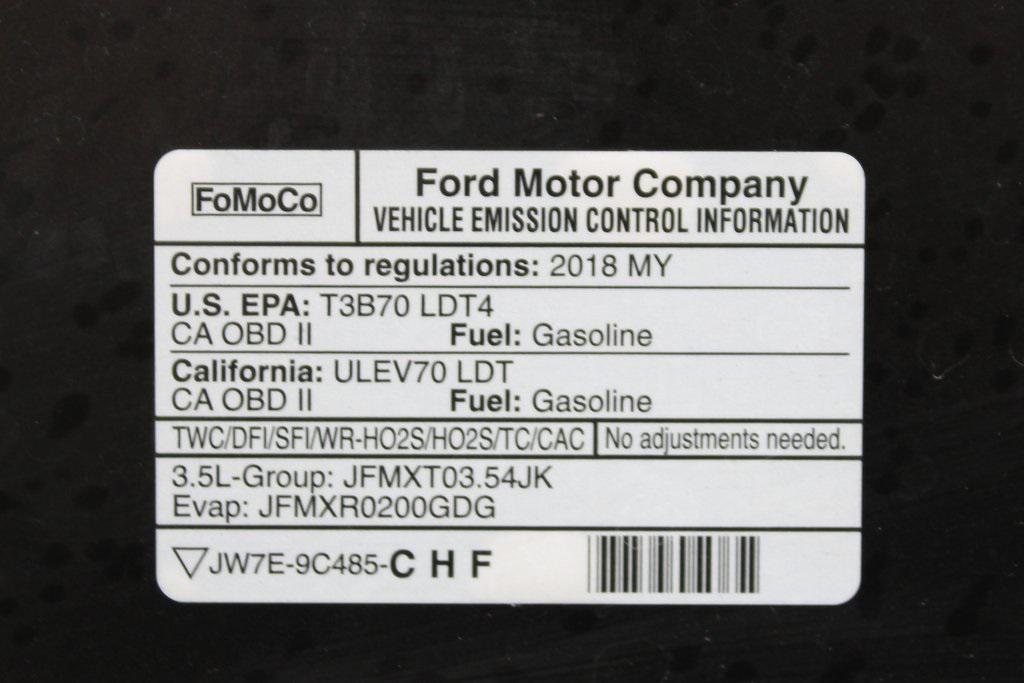 FoMoCo
Ford Motor Company
VEHICLE EMISSION CONTROL INFORMATION
Conforms to regulations: 2018 MY
U.S. EPA: T3B70 LDT4
CA OBD II Fuel: Gasoline
California: ULEV70 LDT
CA OBD II Fuel: Gasoline
TWC/DFI/SFI/WR-HO2S/HO2S/TC/CAC No adjustments needed.
3.5L-Group: JFMXT03.54JK
Evap: JFMXR0200GDG
JW7E-9C485-C H F